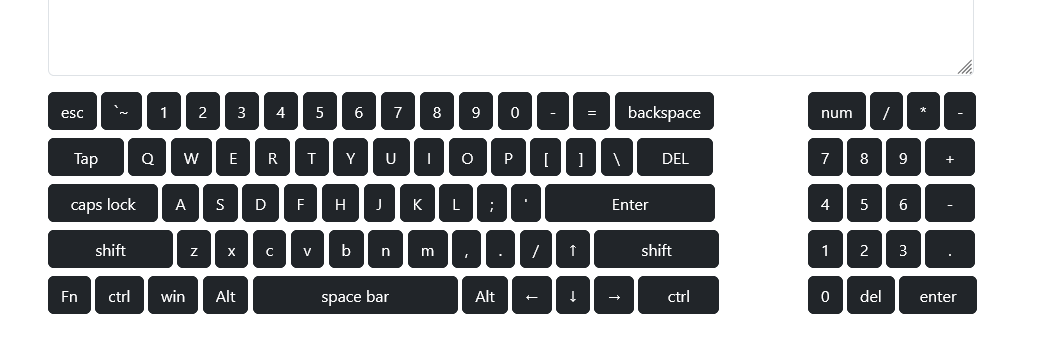 esc `~ 1 2 3 4 5 6 7 8 9 0 - = backspace num / * -
Tap Q W E R T Y U I O P [ ] \ DEL 7 8 9 +
caps lock A S D F H J K L ; ' Enter 4 5 6 -
shift z x c v b n m , . / ↑ shift 1 2 3 .
Fn ctrl win Alt space bar Alt ← ↓ → ctrl 0 del enter